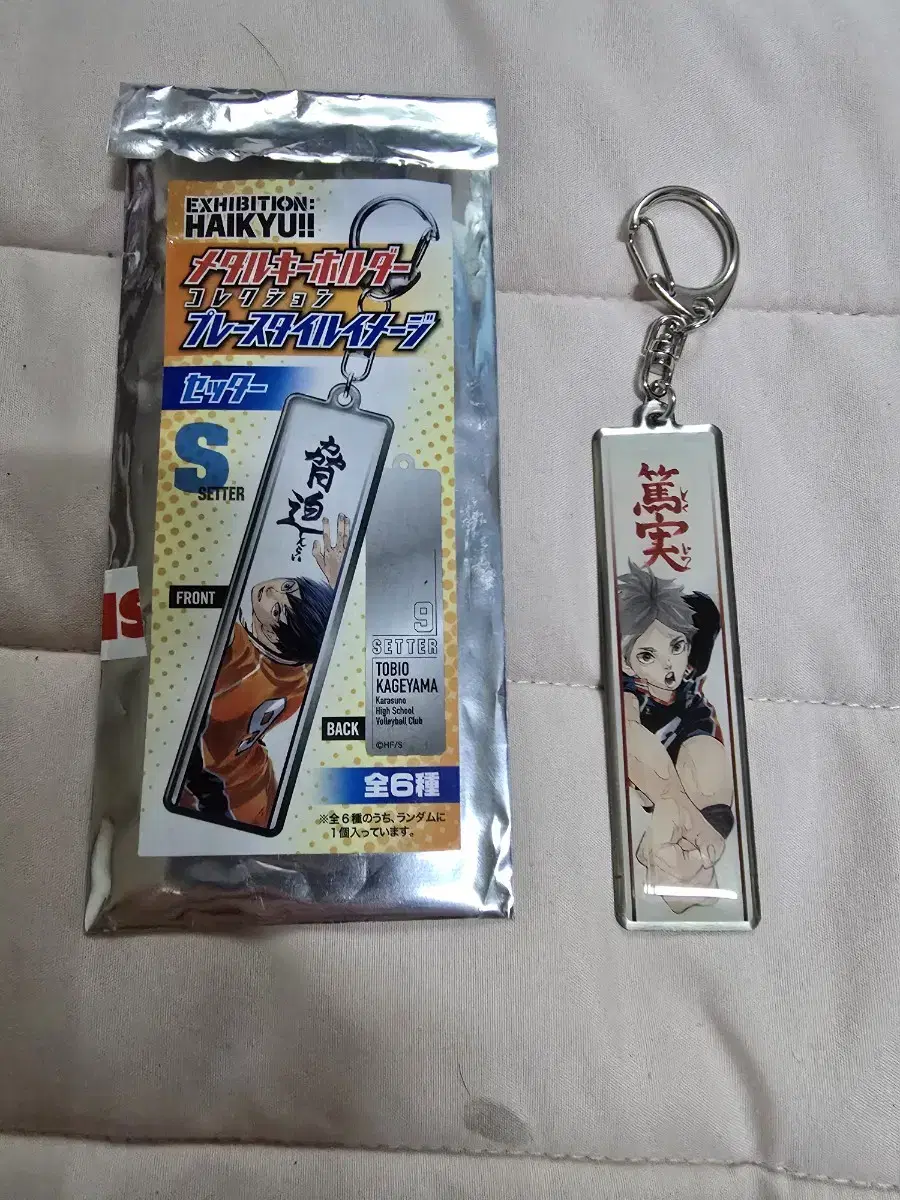 EXHIBITION:
HAIKYU!!
メタルキーホルダー
コレクション
プレースタイルイメージ
セッター
S
SETTER
脅迫
FRONT
9
SETTER
TOBIO
KAGEYAMA
Karasuno
High School
Volleyball Club
©HF/S
BACK
全6種
※全6種のうち、ランダムに
1個入っています。
篤実